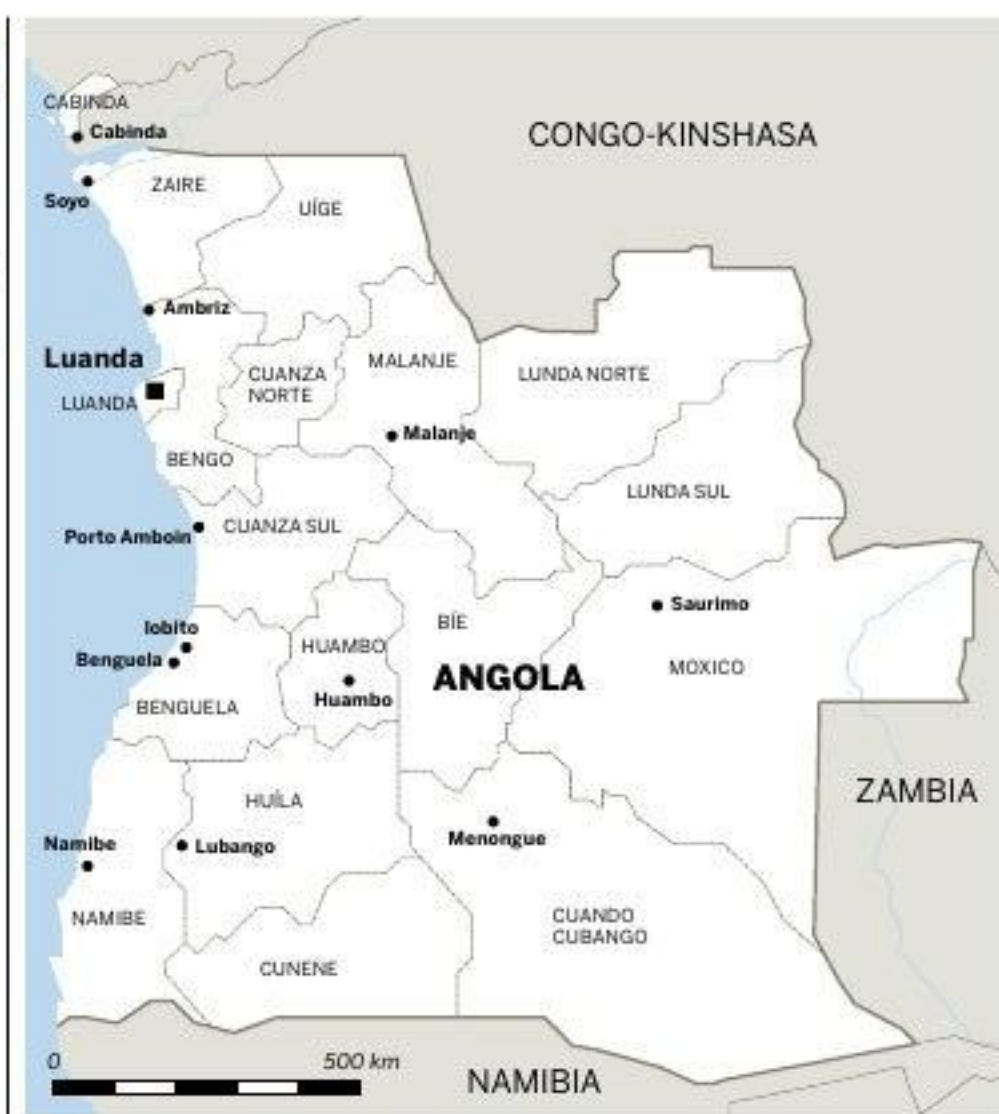 CABINDA
Cabinda
CONGO-KINSHASA
ZAIRE
Soyo
UÍGE
Ambriz
Luanda
MALANJE
CUANZA
NORTE
LUNDA NORTE
LUANDA
Malanje
BENGO
LUNDA SUL
CUANZA SUL
Porto Amboin
Saurimo
BÍE
lobito
HUAMBO
Benguela
MOXICO
ANGOLA
Huambo
BENGUELA
ZAMBIA
HUÍLA
Menongue
Namibe
Lubango
NAMIBE
CUANDO
CUBANGO
CUNENE
0
500 km
NAMIBIA